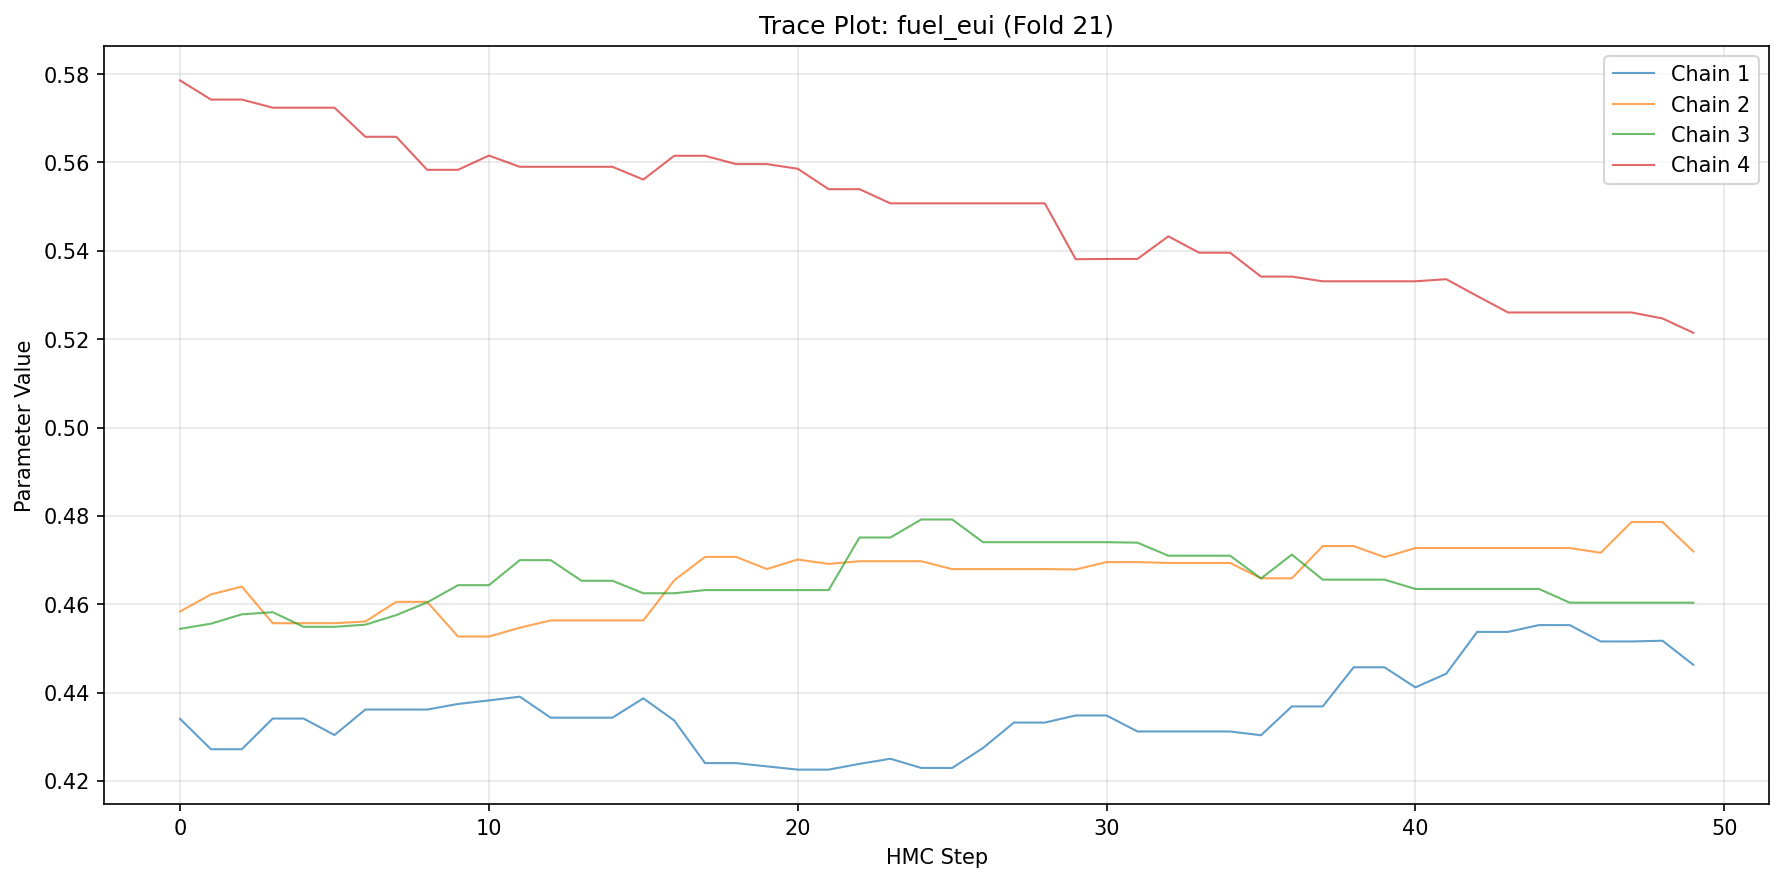 Trace Plot: fuel_eui (Fold 21)
Chain 1
Chain 2
Chain 3
Chain 4
Parameter Value
0.58
0.56
0.54
0.52
0.50
0.48
0.46
0.44
0.42
0 10 20 30 40 50
HMC Step